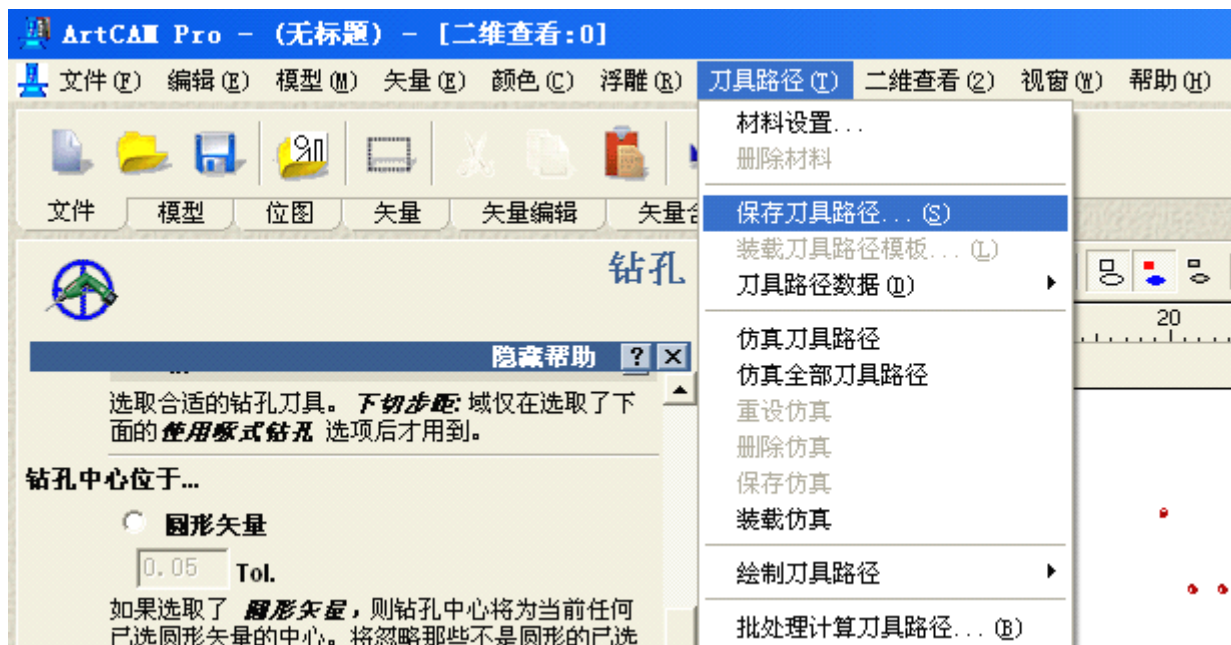 ArtCAM Pro - (无标题) - [二维查看:0]
文件(F) 编辑(E) 模型(M) 矢量(E) 颜色(C) 浮雕(R) 刀具路径(T) 二维查看(2) 视窗(W) 帮助(H)
文件 模型 位图 矢量 矢量编辑 矢量
钻孔
隐藏帮助
选取合适的钻孔刀具。下切步距: 域仅在选取了下
面的 使用啄式钻孔 选项后才用到。
钻孔中心位于...
圆形矢量
0.05 Tol.
如果选取了 圆形矢量，则钻孔中心将为当前任何
已选圆形矢量的中心。将忽略那些不是圆形的已选
材料设置...
删除材料
保存刀具路径...(S)
装载刀具路径模板...(L)
刀具路径数据(D)
仿真刀具路径
仿真全部刀具路径
重设仿真
删除仿真
保存仿真
装载仿真
绘制刀具路径
批处理计算刀具路径...(B)
20